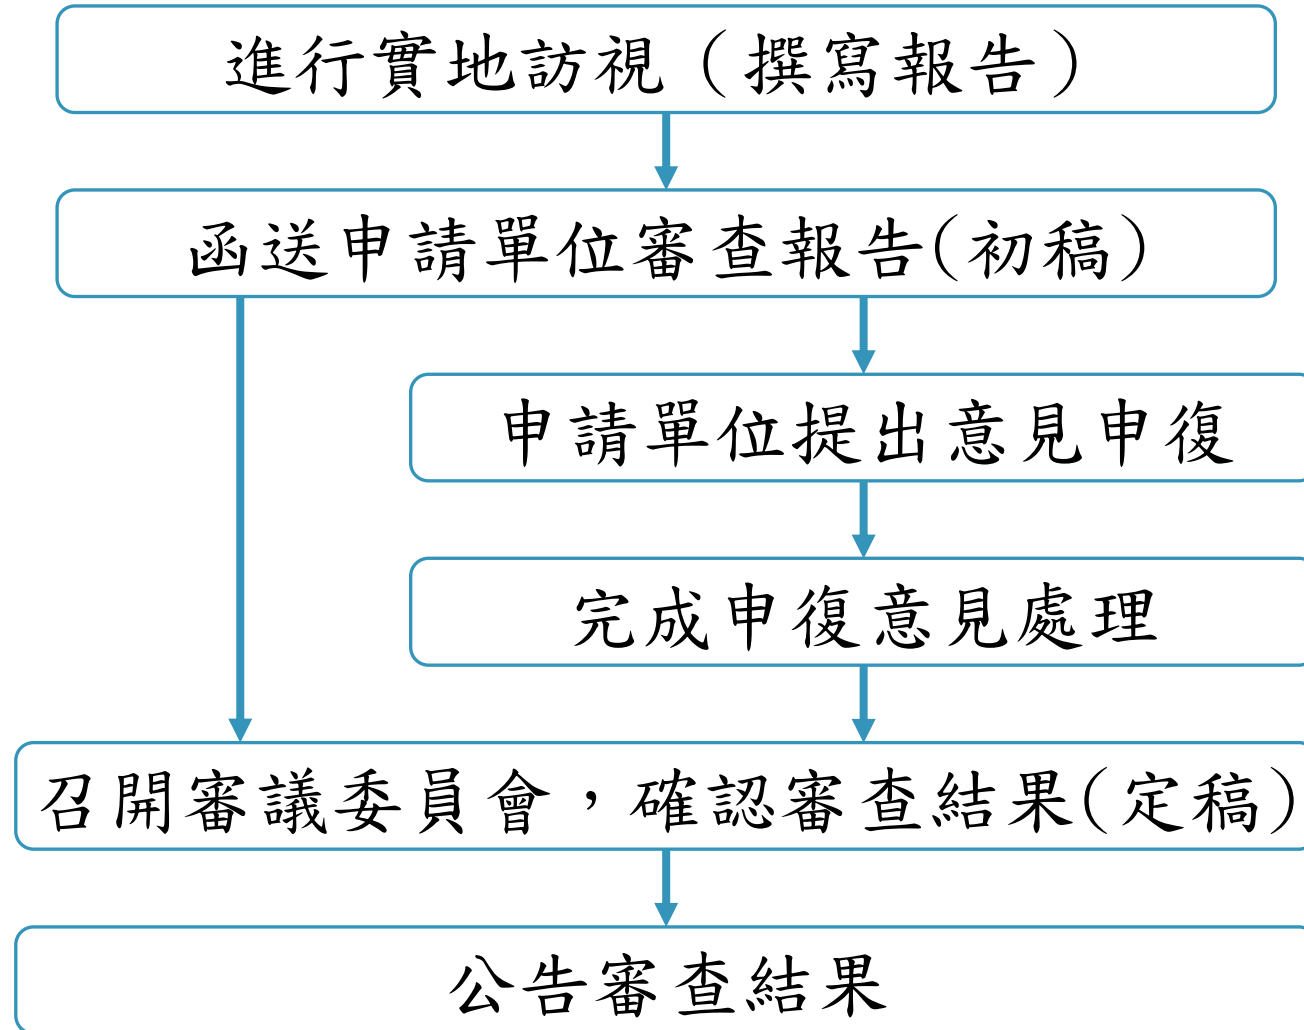 進行實地訪視（撰寫報告）
函送申請單位審查報告(初稿)
申請單位提出意見申復
完成申復意見處理
召開審議委員會，確認審查結果(定稿)
公告審查結果